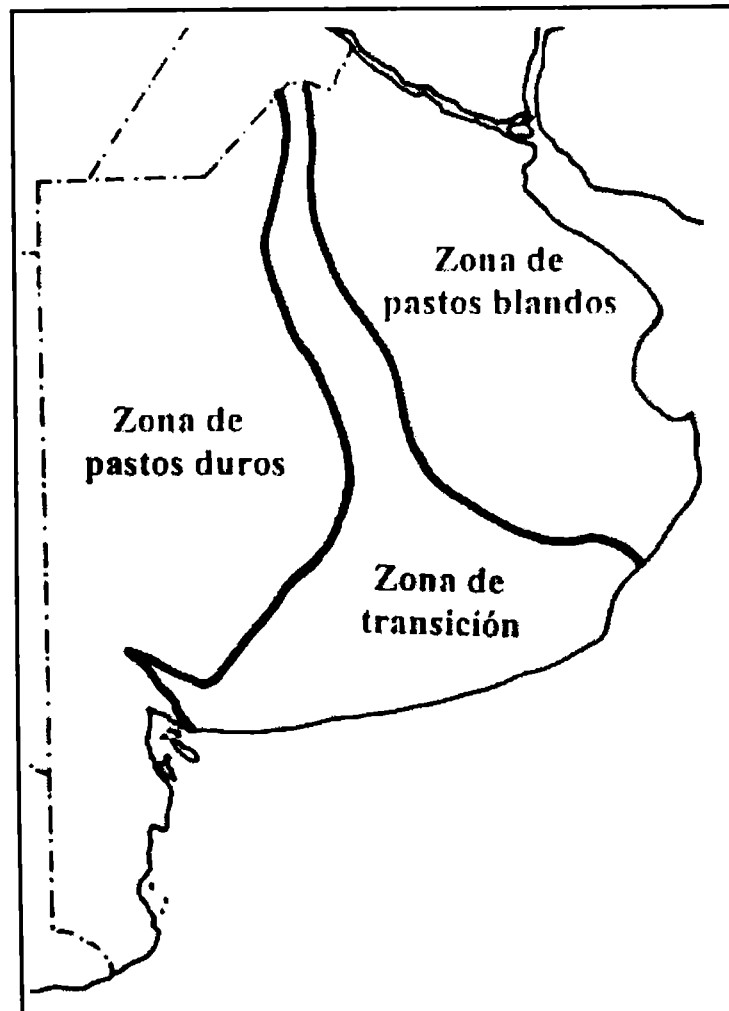 Zona de
pastos blandos
Zona de
pastos duros
Zona de
transición